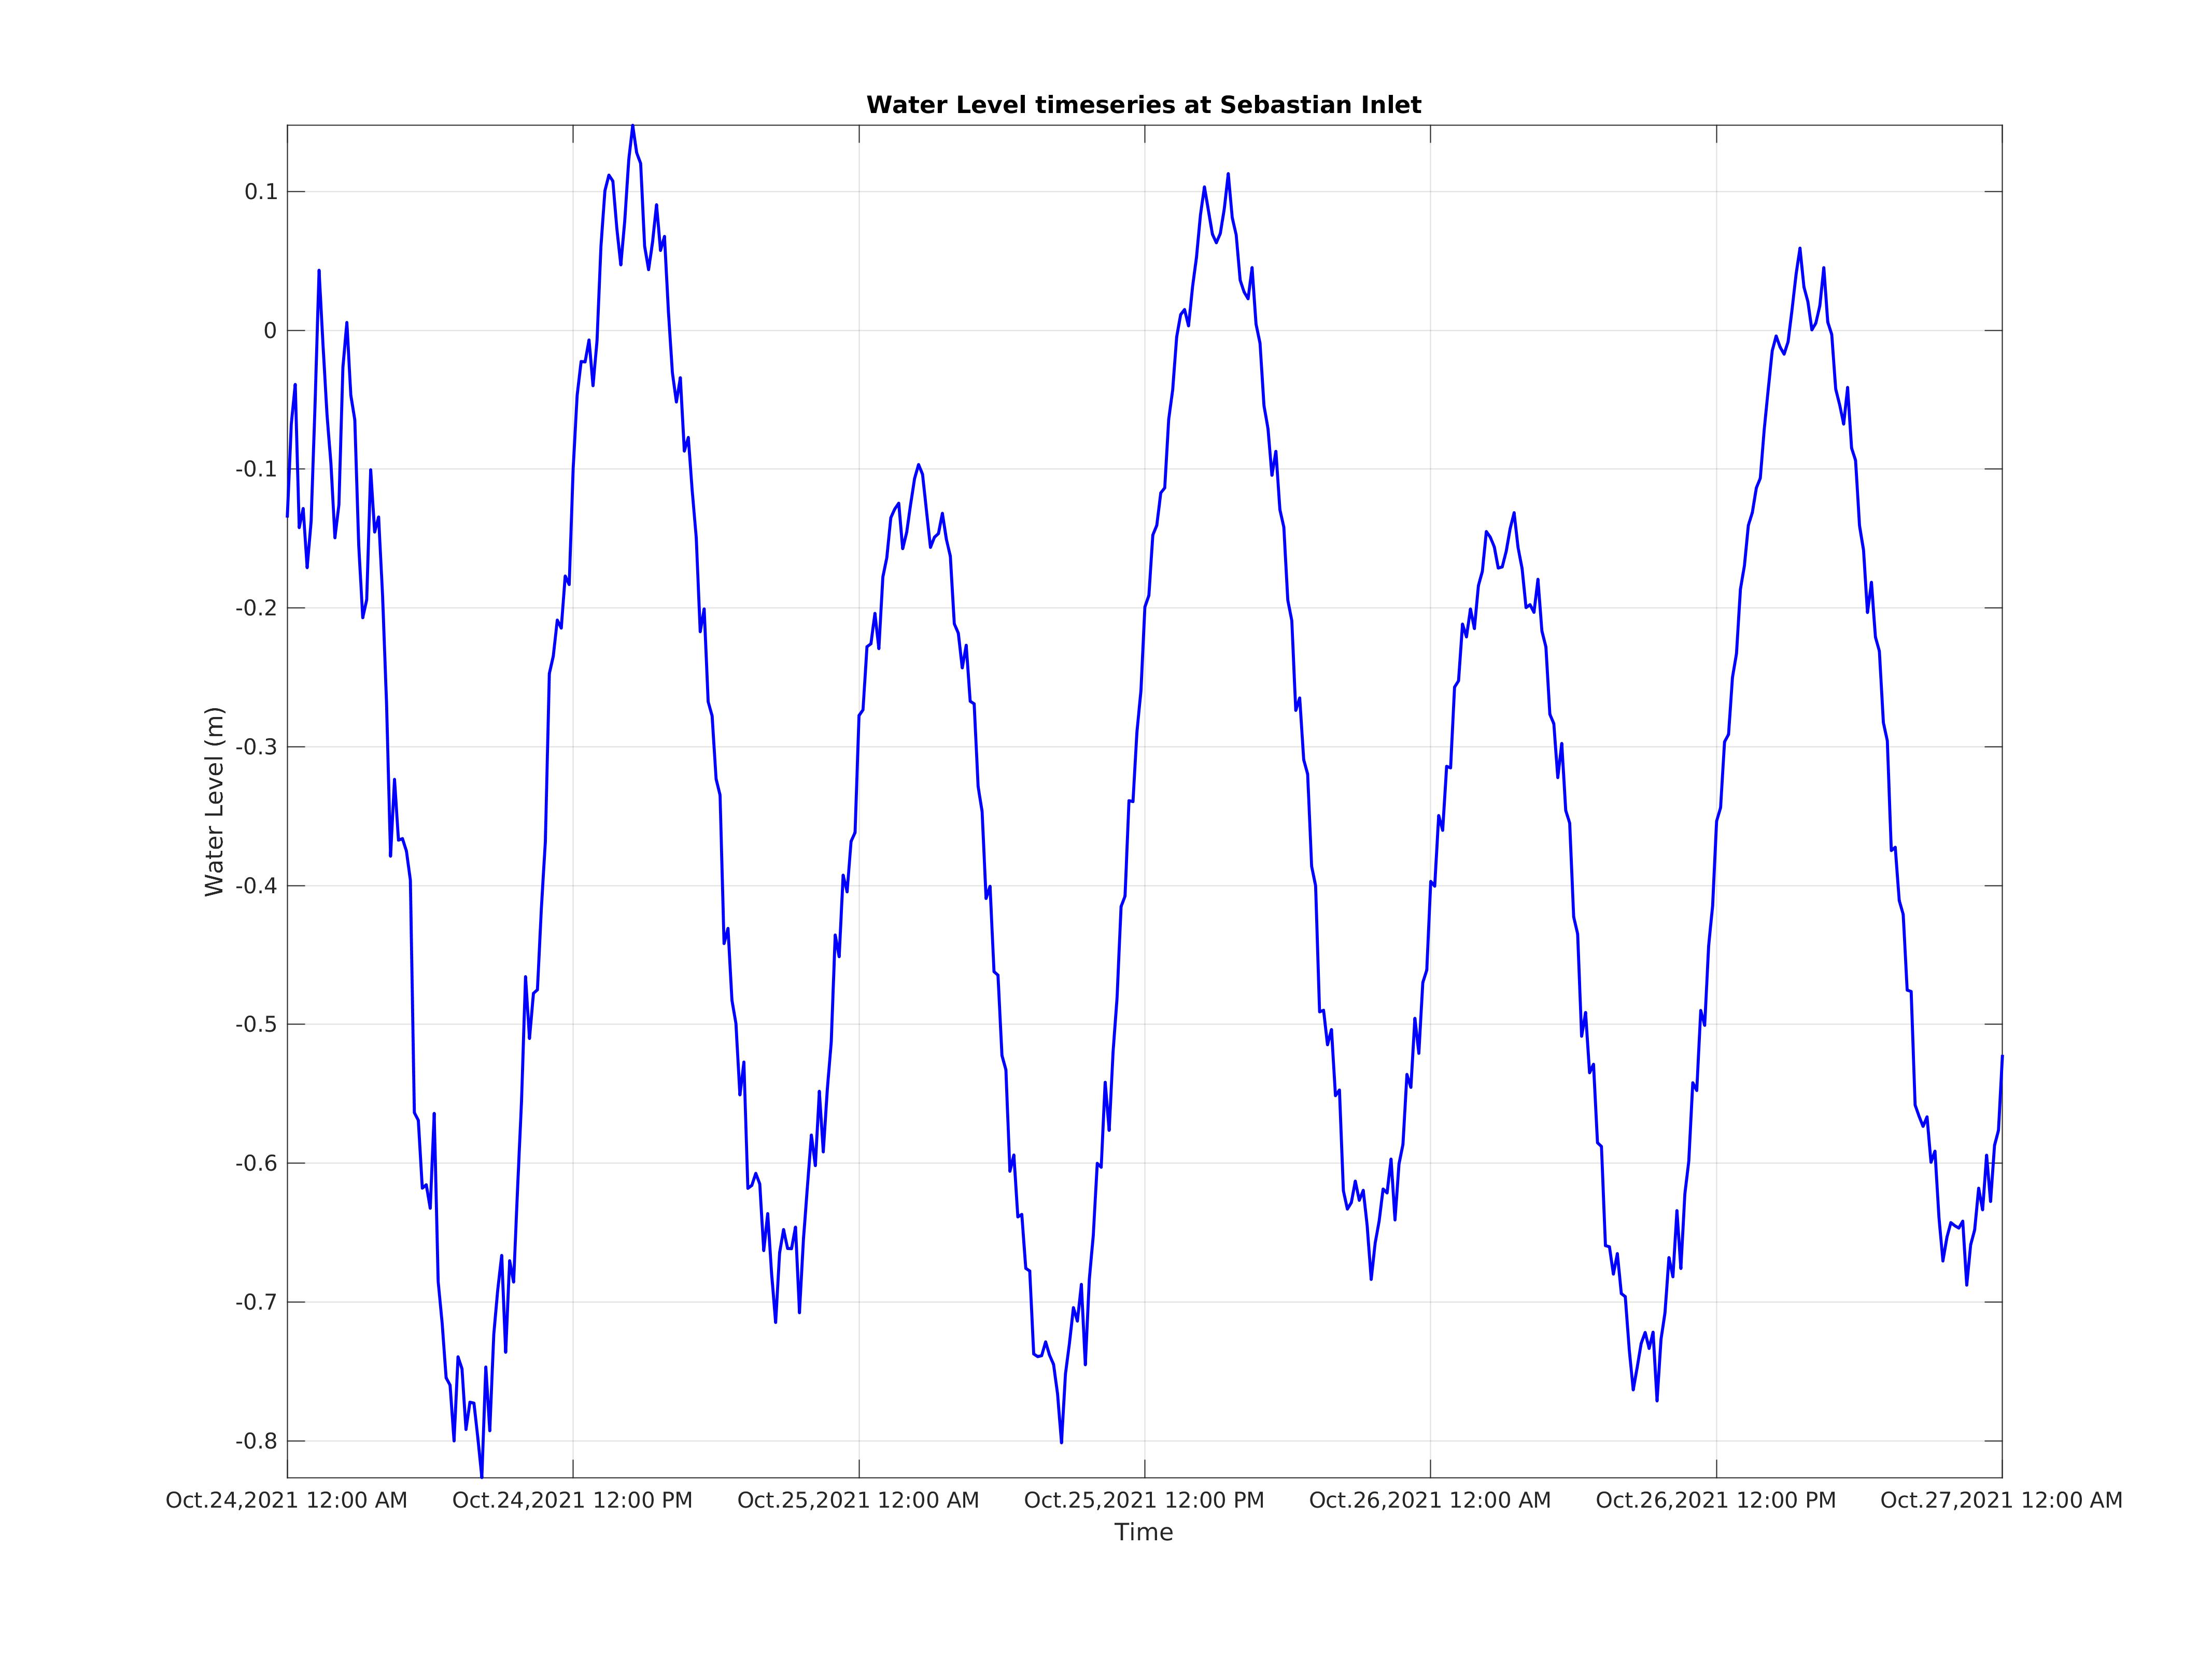 Water Level timeseries at Sebastian Inlet
0.1
0
-0.1
-0.2
-0.3
-0.4
-0.5
-0.6
-0.7
-0.8
Water Level (m)
Oct.24,2021 12:00 AM Oct.24,2021 12:00 PM Oct.25,2021 12:00 AM Oct.25,2021 12:00 PM Oct.26,2021 12:00 AM Oct.26,2021 12:00 PM Oct.27,2021 12:00 AM
Time